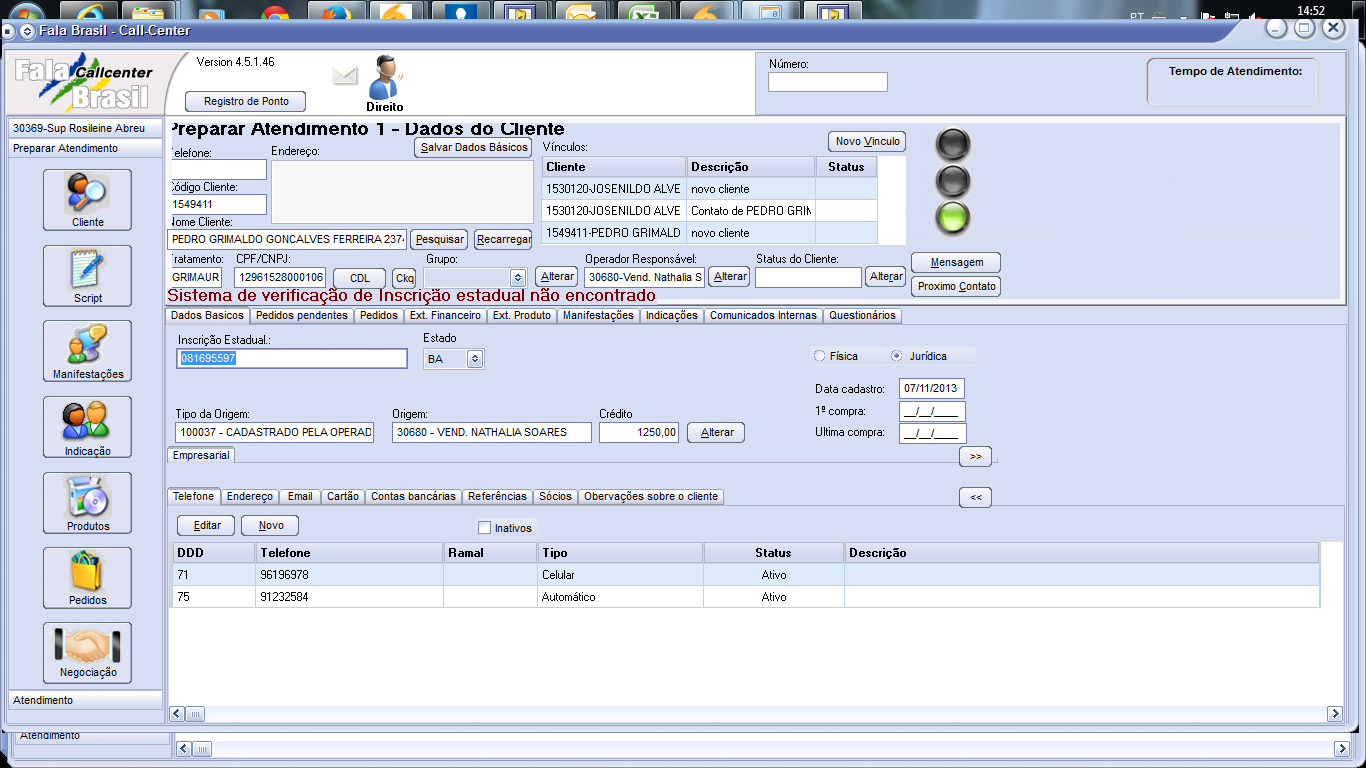 PT
14:52
Fala Brasil - Call-Center
Fala Callcenter Brasil
Version 4.5.1.46
Registro de Ponto
Direito
Número:
Tempo de Atendimento:
30369-Sup Rosileine Abreu
Preparar Atendimento
Cliente
Script
Manifestações
Indicação
Produtos
Pedidos
Negociação
Atendimento
Preparar Atendimento 1 - Dados do Cliente
Telefone:
Endereço:
Salvar Dados Básicos
Vínculos:
Novo Vinculo
Código Cliente:
1549411
Cliente Descrição Status
1530120-JOSENILDO ALVE novo cliente
1530120-JOSENILDO ALVE Contato de PEDRO GRIM
1549411-PEDRO GRIMALD novo cliente
Nome Cliente:
PEDRO GRIMALDO GONCALVES FERREIRA 237
Pesquisar
Recarregar
Tratamento: CPF/CNPJ: Grupo: Operador Responsável: Status do Cliente:
GRIMAUR 12961528000106 CDL Ckq Alterar 30680-Vend. Nathalia S Alterar Alterar
Mensagem
Proximo Contato
Sistema de verificação de Inscrição estadual não encontrado
Dados Basicos Pedidos pendentes Pedidos Ext. Financeiro Ext. Produto Manifestações Indicações Comunicados Internas Questionários
Inscrição Estadual.: Estado
081695597 BA
Física Jurídica
Data cadastro: 07/11/2013
1ª compra: __/__/____
Ultima compra: __/__/____
Tipo da Origem: Origem: Crédito
100037 - CADASTRADO PELA OPERAD 30680 - VEND. NATHALIA SOARES 1250,00 Alterar
Empresarial >>
Telefone Endereço Email Cartão Contas bancárias Referências Sócios Obervações sobre o cliente <<
Editar Novo Inativos
DDD Telefone Ramal Tipo Status Descrição
71 96196978 Celular Ativo
75 91232584 Automático Ativo
Atendimento